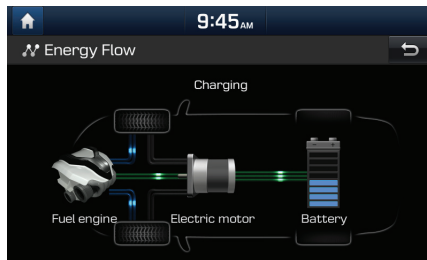 9:45AM
Energy Flow
Charging
Fuel engine
Electric motor
Battery